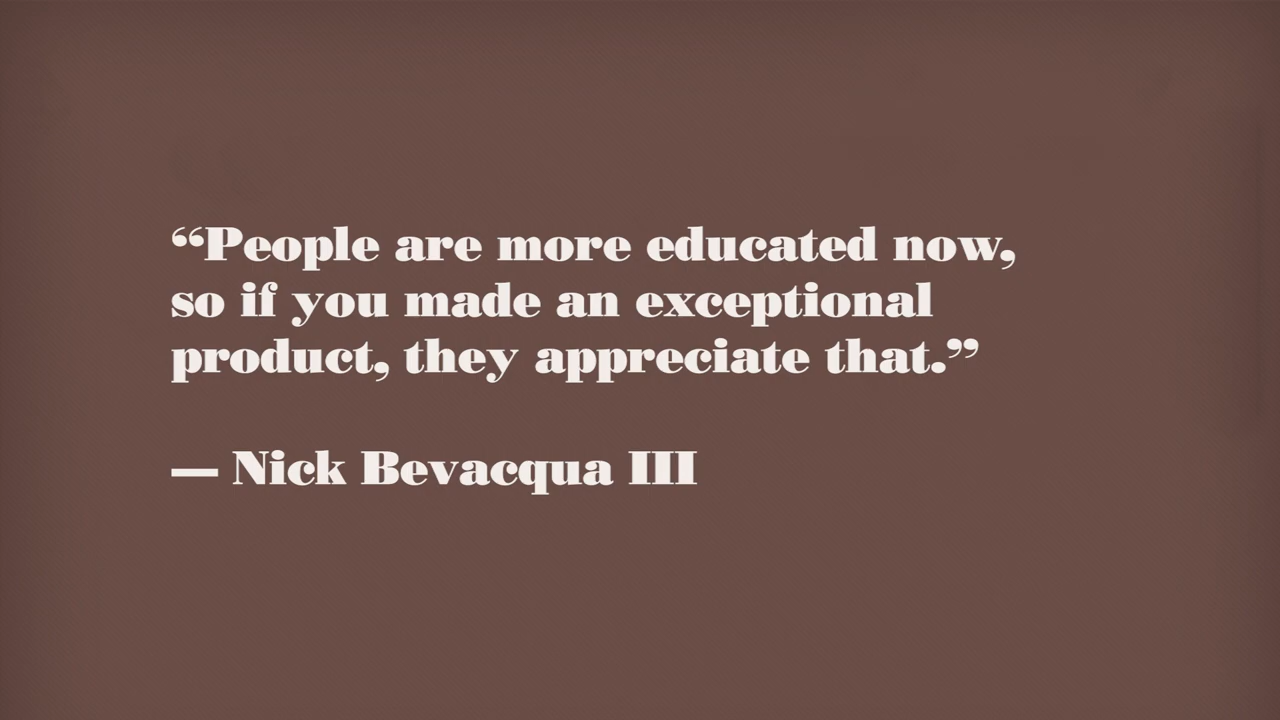 “People are more educated now,
so if you made an exceptional
product, they appreciate that.”
— Nick Bevacqua III